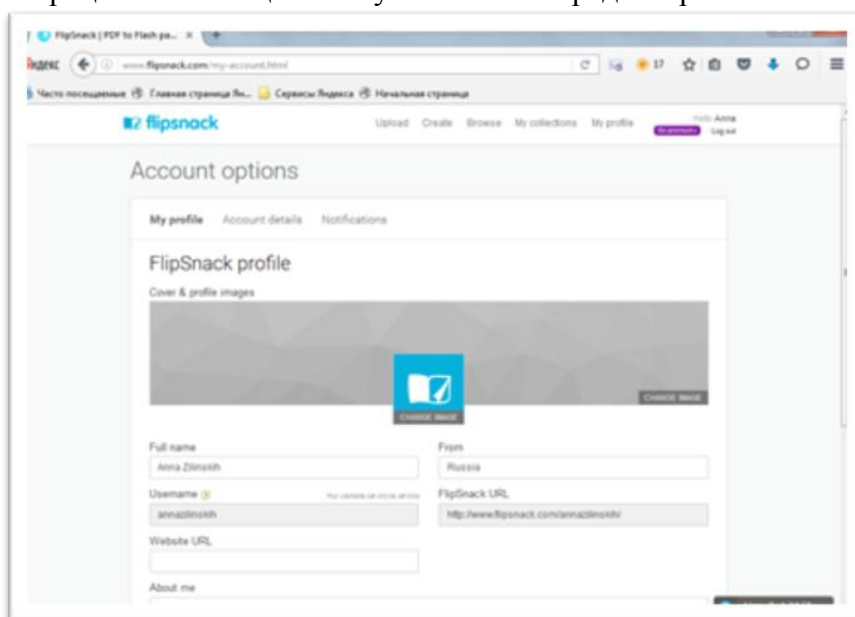 FlipSnack | PDF to Flash pa... × +
www.flipsnack.com/my-account.html 17
Часто посещаемые Главная страница Ян... Сервисы Яндекса Начальная страница
flipsnack Upload Create Browse My collections My profile Hello Anna
Log out
Account options
My profile Account details Notifications
FlipSnack profile
Cover & profile images
CHANGE IMAGE
CHANGE IMAGE
Full name From
Anna Zilinskih Russia
Username FlipSnack URL
annazilinskih http://www.flipsnack.com/annazilinskih/
Website URL
About me